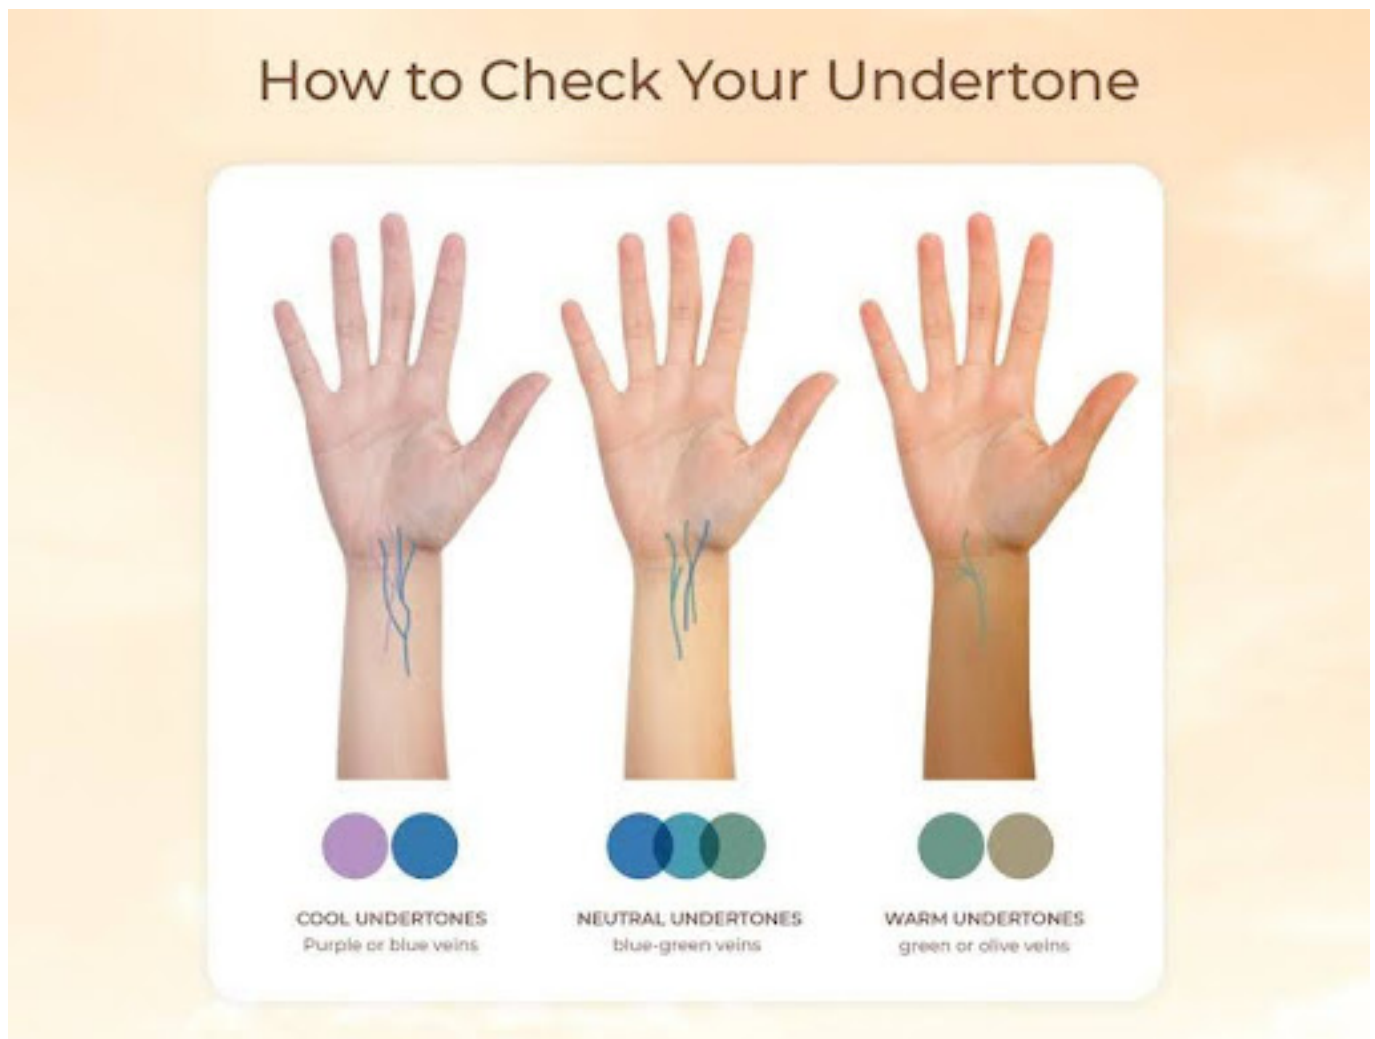 How to Check Your Undertone
COOL UNDERTONES
Purple or blue veins
NEUTRAL UNDERTONES
blue-green veins
WARM UNDERTONES
green or olive veins